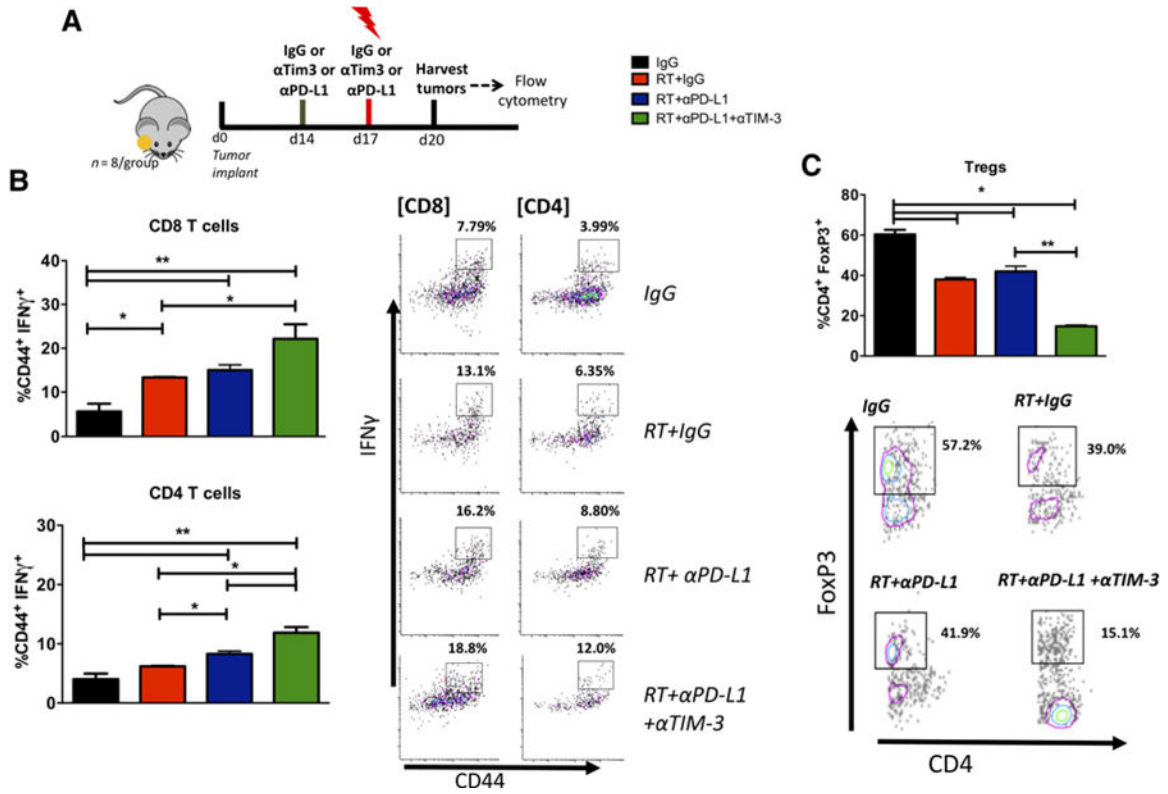 A
IgG or
αTim3 or
αPD-L1
IgG or
αTim3 or
αPD-L1
Harvest
tumors
Flow
cytometry
d0
d14
d17
d20
Tumor
implant
n = 8/group
IgG
RT+IgG
RT+αPD-L1
RT+αPD-L1+αTIM-3
B
CD8 T cells
%CD44+ IFNγ+
40
30
20
10
0
**
*
*
CD4 T cells
%CD44+ IFNγ+
30
20
10
0
**
*
*
[CD8]
[CD4]
7.79%
3.99%
IgG
13.1%
6.35%
RT+IgG
16.2%
8.80%
RT+ αPD-L1
18.8%
12.0%
RT+αPD-L1
+αTIM-3
IFNγ
CD44
C
Tregs
%CD4+ FoxP3+
80
60
40
20
0
*
**
IgG
57.2%
RT+IgG
39.0%
RT+αPD-L1
41.9%
RT+αPD-L1 +αTIM-3
15.1%
FoxP3
CD4